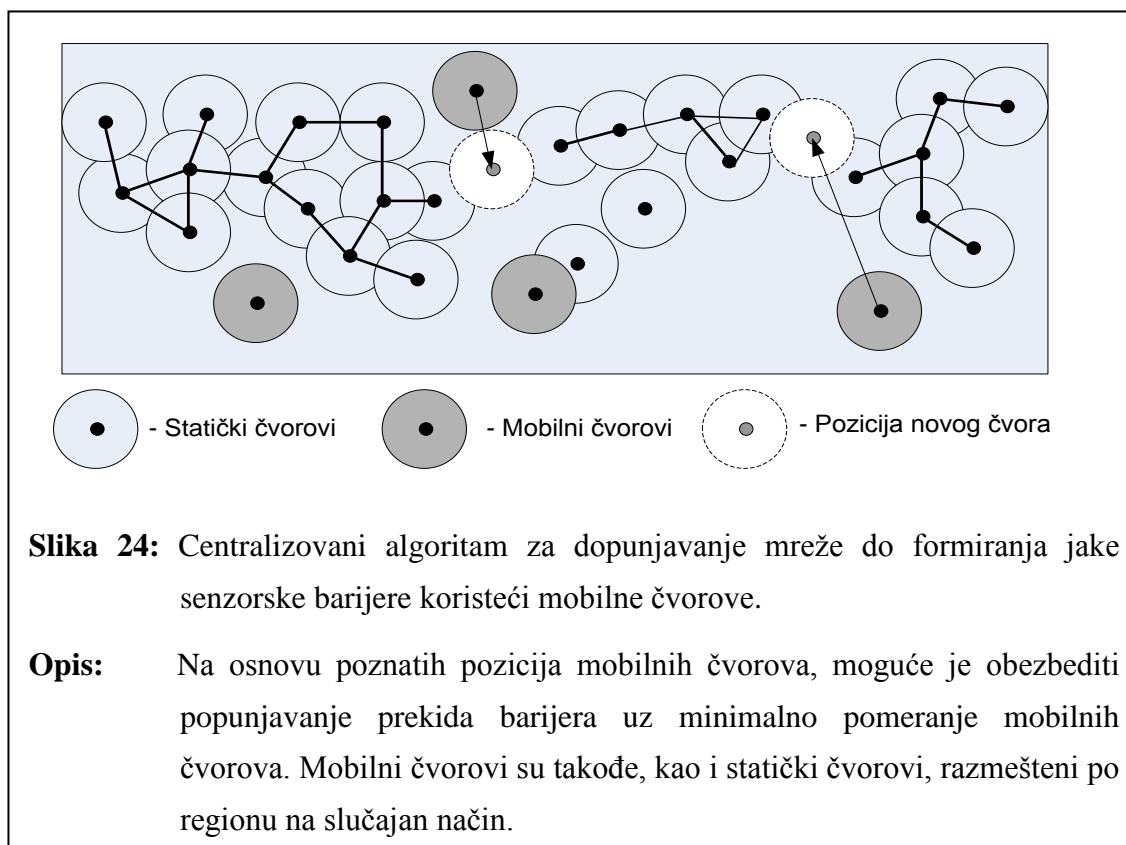 - Statički čvorovi - Mobilni čvorovi - Pozicija novog čvora
Slika 24: Centralizovani algoritam za dopunjavanje mreže do formiranja jake
senzorske barijere koristeći mobilne čvorove.
Opis: Na osnovu poznatih pozicija mobilnih čvorova, moguće je obezbediti
popunjavanje prekida barijera uz minimalno pomeranje mobilnih
čvorova. Mobilni čvorovi su takođe, kao i statički čvorovi, razmešteni po
regionu na slučajan način.